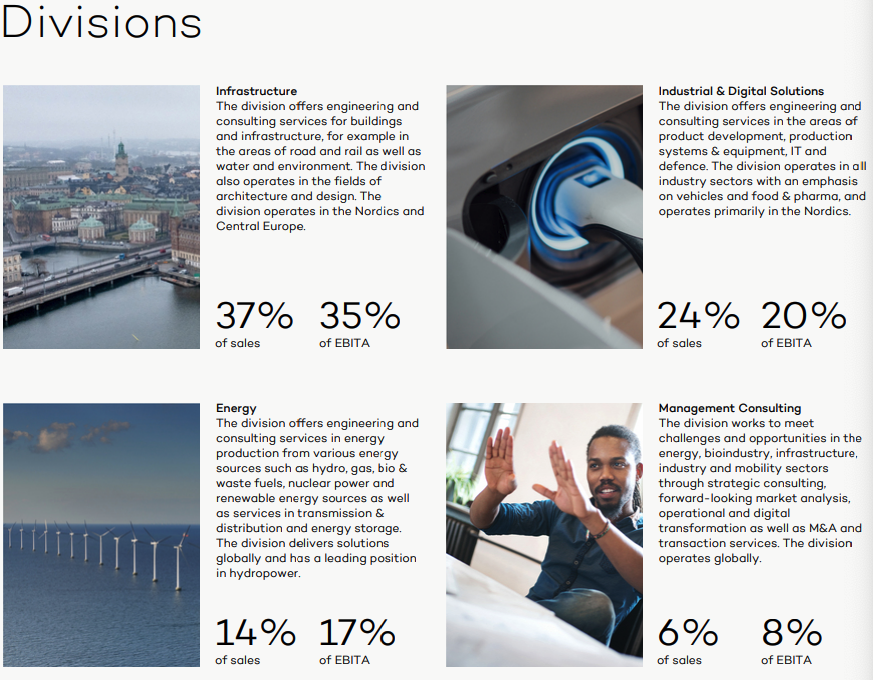 Divisions
Infrastructure
The division offers engineering and
consulting services for buildings
and infrastructure, for example in
the areas of road and rail as well as
water and environment. The division
also operates in the fields of
architecture and design. The
division operates in the Nordics and
Central Europe.
37% 35%
of sales of EBITA
Industrial & Digital Solutions
The division offers engineering and
consulting services in the areas of
product development, production
systems & equipment, IT and
defence. The division operates in all
industry sectors with an emphasis
on vehicles and food & pharma, and
operates primarily in the Nordics.
24% 20%
of sales of EBITA
Energy
The division offers engineering and
consulting services in energy
production from various energy
sources such as hydro, gas, bio &
waste fuels, nuclear power and
renewable energy sources as well
as services in transmission &
distribution and energy storage.
The division delivers solutions
globally and has a leading position
in hydropower.
14% 17%
of sales of EBITA
Management Consulting
The division works to meet
challenges and opportunities in the
energy, bioindustry, infrastructure,
industry and mobility sectors
through strategic consulting,
forward-looking market analysis,
operational and digital
transformation as well as M&A and
transaction services. The division
operates globally.
6% 8%
of sales of EBITA